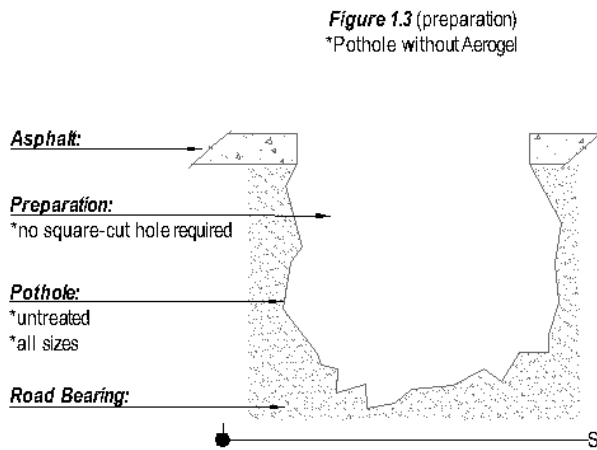 Figure 1.3 (preparation)
*Pothole without Aerogel
Asphalt:
Preparation:
*no square-cut hole required
Pothole:
*untreated
*all sizes
Road Bearing:
S